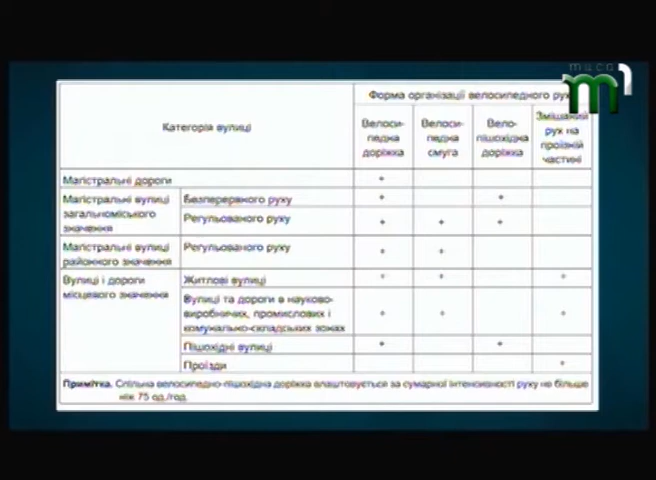 миса
m1
Форма організації велосипедного
Категорія вулиці
Велоси-
педна
доріжка
Велоси-
педна
смуга
Вело-
пішохідна
доріжка
Змішаний
рух на
проїзній
частині
Магістральні дороги
+
Магістральні вулиці
загальноміського
значення
Безперервного руху
+ +
Регульованого руху
+ + +
Магістральні вулиці
районного значення
Регульованого руху
+ +
Вулиці і дороги
місцевого значення
Житлові вулиці
+ + +
Вулиці та дороги в науково-
виробничих, промислових і
комунально-складських зонах
+ + +
Пішохідні вулиці
+ +
Проїзди
+
Примітка. Спільна велосипедно-пішохідна доріжка влаштовується за сумарної інтенсивності руху не більше
ніж 75 од./год.